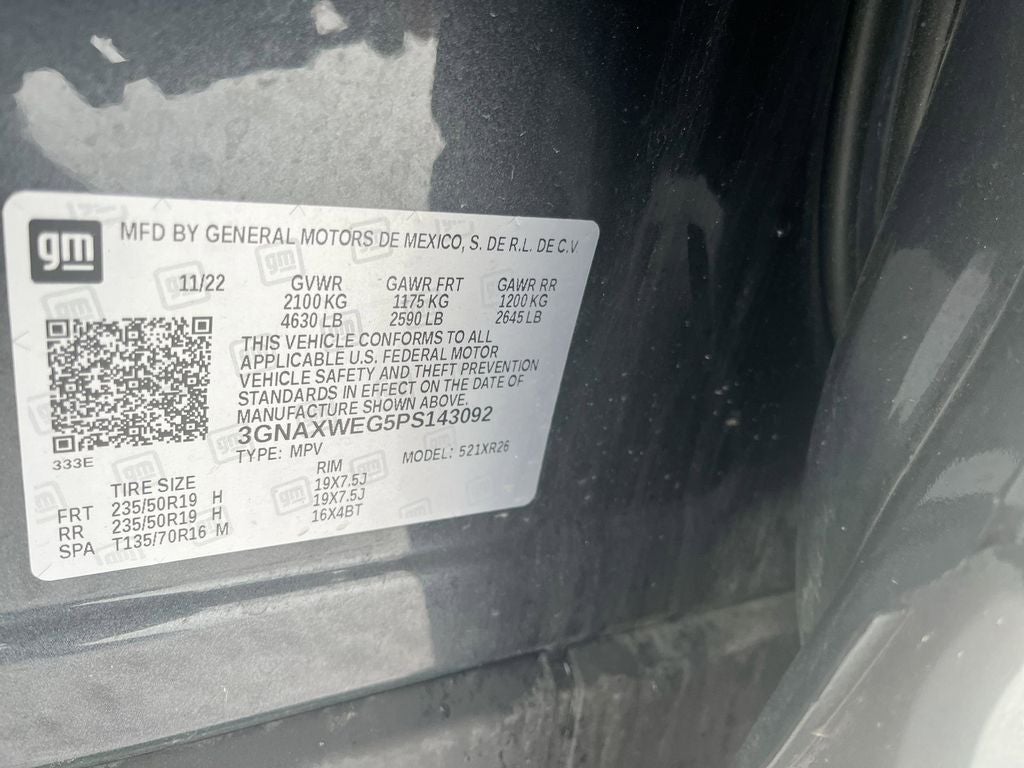 gm
MFD BY GENERAL MOTORS DE MEXICO, S. DE R.L. DE C.V
11/22 GVWR GAWR FRT GAWR RR
2100 KG 1175 KG 1200 KG
4630 LB 2590 LB 2645 LB
THIS VEHICLE CONFORMS TO ALL
APPLICABLE U.S. FEDERAL MOTOR
VEHICLE SAFETY AND THEFT PREVENTION
STANDARDS IN EFFECT ON THE DATE OF
MANUFACTURE SHOWN ABOVE.
3GNAXWEG5PS143092
TYPE: MPV MODEL: 521XR26
333E
TIRE SIZE RIM
FRT 235/50R19 H 19X7.5J
RR 235/50R19 H 19X7.5J
SPA T135/70R16 M 16X4BT